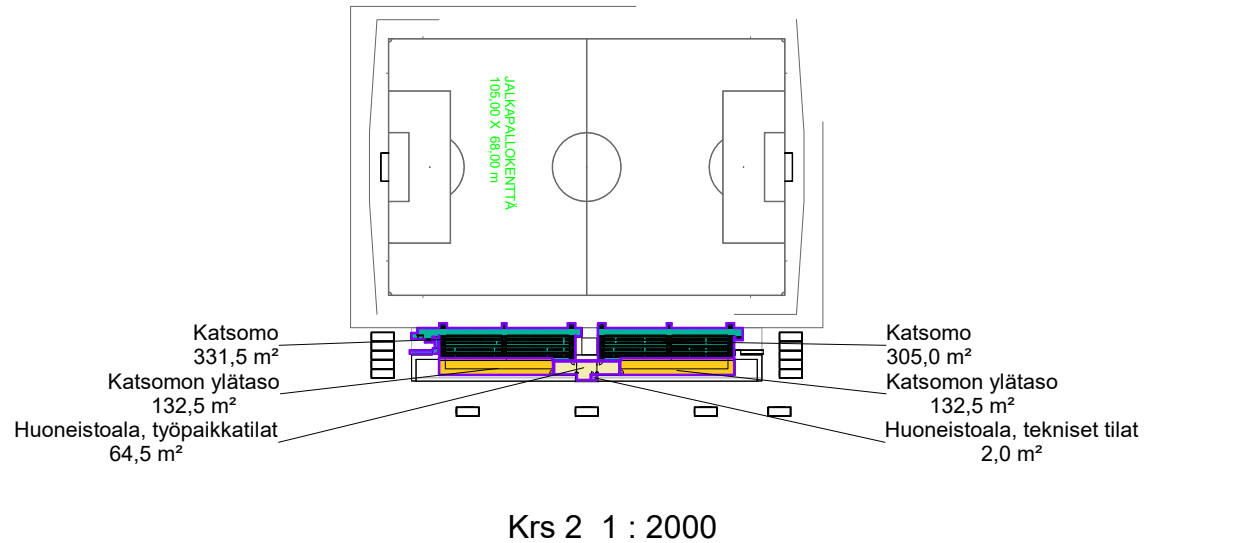 JALKAPALLOKENTTÄ
105,00 X 68,00 m
Katsomo
331,5 m²
Katsomon ylätaso
132,5 m²
Huoneistoala, työpaikkatilat
64,5 m²
Katsomo
305,0 m²
Katsomon ylätaso
132,5 m²
Huoneistoala, tekniset tilat
2,0 m²
Krs 2 1 : 2000